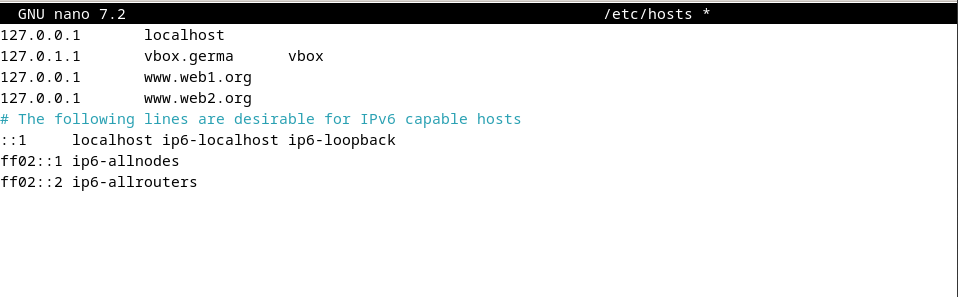 GNU nano 7.2 /etc/hosts *
127.0.0.1 localhost
127.0.1.1 vbox.germa vbox
127.0.0.1 www.web1.org
127.0.0.1 www.web2.org
# The following lines are desirable for IPv6 capable hosts
::1 localhost ip6-localhost ip6-loopback
ff02::1 ip6-allnodes
ff02::2 ip6-allrouters